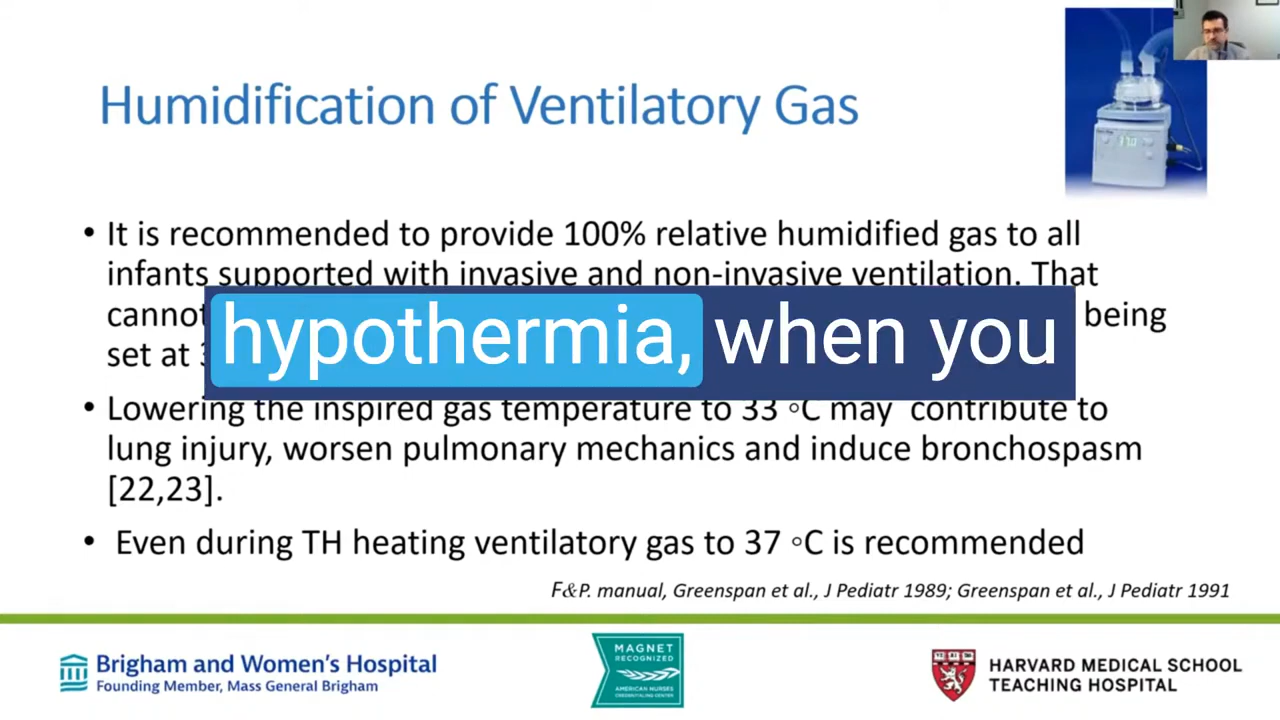 Humidification of Ventilatory Gas
• It is recommended to provide 100% relative humidified gas to all
infants supported with invasive and non-invasive ventilation. That
cannot being
set at
hypothermia, when you
• Lowering the inspired gas temperature to 33 ◦C may contribute to
lung injury, worsen pulmonary mechanics and induce bronchospasm
[22,23].
• Even during TH heating ventilatory gas to 37 ◦C is recommended
F&P. manual, Greenspan et al., J Pediatr 1989; Greenspan et al., J Pediatr 1991
Brigham and Women's Hospital
Founding Member, Mass General Brigham
MAGNET
RECOGNIZED
AMERICAN NURSES
CREDENTIALING CENTER
HARVARD MEDICAL SCHOOL
TEACHING HOSPITAL